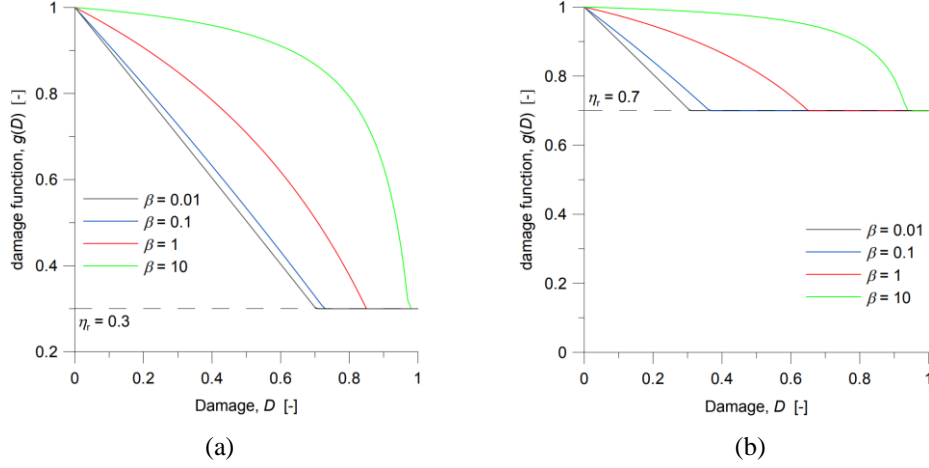 1
0.8
0.6
0.4
0.2
damage function, g(D) [-]
β = 0.01
β = 0.1
β = 1
β = 10
ηr = 0.3
0 0.2 0.4 0.6 0.8 1
Damage, D [-]
(a)
1
0.8
0.6
0.4
0.2
0
damage function, g(D) [-]
ηr = 0.7
β = 0.01
β = 0.1
β = 1
β = 10
0 0.2 0.4 0.6 0.8 1
Damage, D [-]
(b)